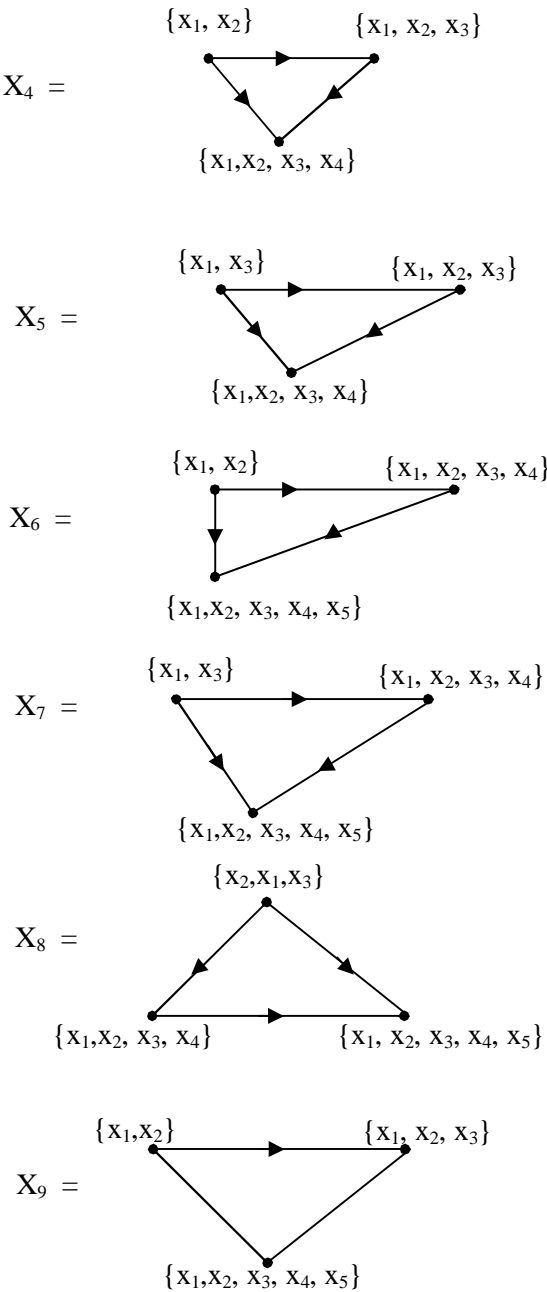 {x₁, x₂} {x₁, x₂, x₃}
X₄ =
{x₁,x₂, x₃, x₄}
{x₁, x₃} {x₁, x₂, x₃}
X₅ =
{x₁,x₂, x₃, x₄}
{x₁, x₂} {x₁, x₂, x₃, x₄}
X₆ =
{x₁,x₂, x₃, x₄, x₅}
{x₁, x₃} {x₁, x₂, x₃, x₄}
X₇ =
{x₁,x₂, x₃, x₄, x₅}
{x₂,x₁,x₃}
X₈ =
{x₁,x₂, x₃, x₄} {x₁, x₂, x₃, x₄, x₅}
{x₁,x₂} {x₁, x₂, x₃}
X₉ =
{x₁,x₂, x₃, x₄, x₅}